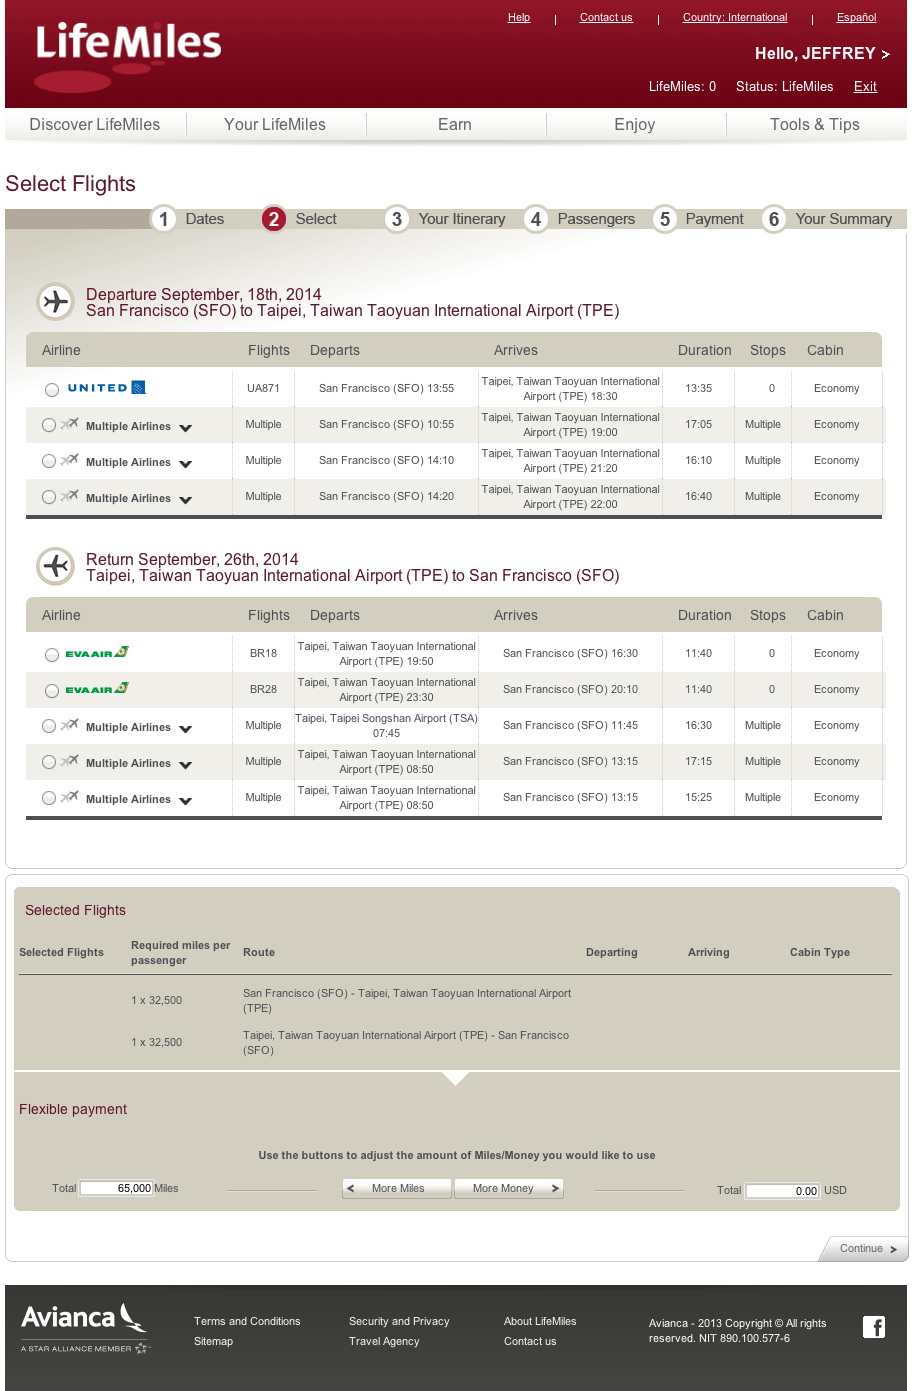 Help | Contact us | Country: International | Español
LifeMiles
Hello, JEFFREY >
LifeMiles: 0 Status: LifeMiles Exit
Discover LifeMiles Your LifeMiles Earn Enjoy Tools & Tips
Select Flights
1 Dates 2 Select 3 Your Itinerary 4 Passengers 5 Payment 6 Your Summary
Departure September, 18th, 2014
San Francisco (SFO) to Taipei, Taiwan Taoyuan International Airport (TPE)
Airline Flights Departs Arrives Duration Stops Cabin
UNITED UA871 San Francisco (SFO) 13:55 Taipei, Taiwan Taoyuan International Airport (TPE) 18:30 13:35 0 Economy
Multiple Airlines Multiple San Francisco (SFO) 10:55 Taipei, Taiwan Taoyuan International Airport (TPE) 19:00 17:05 Multiple Economy
Multiple Airlines Multiple San Francisco (SFO) 14:10 Taipei, Taiwan Taoyuan International Airport (TPE) 21:20 16:10 Multiple Economy
Multiple Airlines Multiple San Francisco (SFO) 14:20 Taipei, Taiwan Taoyuan International Airport (TPE) 22:00 16:40 Multiple Economy
Return September, 26th, 2014
Taipei, Taiwan Taoyuan International Airport (TPE) to San Francisco (SFO)
Airline Flights Departs Arrives Duration Stops Cabin
EVA AIR BR18 Taipei, Taiwan Taoyuan International Airport (TPE) 19:50 San Francisco (SFO) 16:30 11:40 0 Economy
EVA AIR BR28 Taipei, Taiwan Taoyuan International Airport (TPE) 23:30 San Francisco (SFO) 20:10 11:40 0 Economy
Multiple Airlines Multiple Taipei, Taipei Songshan Airport (TSA) 07:45 San Francisco (SFO) 11:45 16:30 Multiple Economy
Multiple Airlines Multiple Taipei, Taiwan Taoyuan International Airport (TPE) 08:50 San Francisco (SFO) 13:15 17:15 Multiple Economy
Multiple Airlines Multiple Taipei, Taiwan Taoyuan International Airport (TPE) 08:50 San Francisco (SFO) 13:15 15:25 Multiple Economy
Selected Flights
Selected Flights Required miles per passenger Route Departing Arriving Cabin Type
1 x 32,500 San Francisco (SFO) - Taipei, Taiwan Taoyuan International Airport (TPE)
1 x 32,500 Taipei, Taiwan Taoyuan International Airport (TPE) - San Francisco (SFO)
Flexible payment
Use the buttons to adjust the amount of Miles/Money you would like to use
Total 65,000 Miles < More Miles More Money > Total 0.00 USD
Continue >
Avianca
A STAR ALLIANCE MEMBER
Terms and Conditions Security and Privacy About LifeMiles
Sitemap Travel Agency Contact us
Avianca - 2013 Copyright © All rights
reserved. NIT 890.100.577-6
f